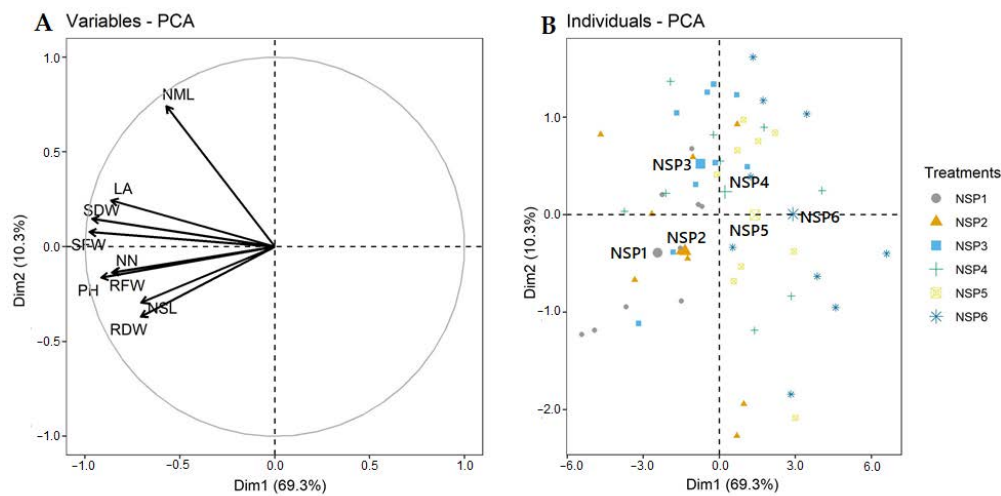 A Variables - PCA
1.0
0.5
0.0
−0.5
−1.0
Dim2 (10.3%)
NML
LA
SDW
SFW
NN
PH
RFW
NSL
RDW
−1.0 −0.5 0.0 0.5 1.0
Dim1 (69.3%)
B Individuals - PCA
1.0
0.0
−1.0
−2.0
Dim2 (10.3%)
NSP3
NSP4
NSP5
NSP6
NSP2
NSP1
−6.0 −3.0 0.0 3.0 6.0
Dim1 (69.3%)
Treatments
NSP1
NSP2
NSP3
NSP4
NSP5
NSP6